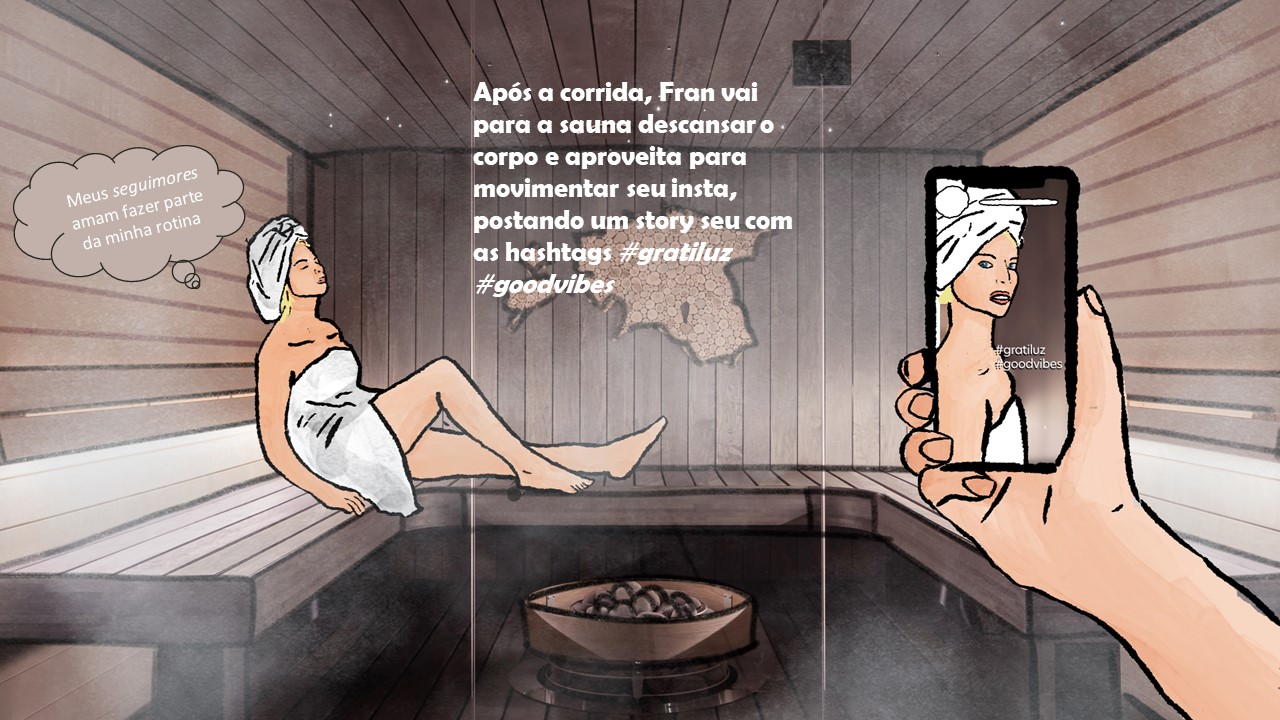 Após a corrida, Fran vai
para a sauna descansar o
corpo e aproveita para
movimentar seu insta,
postando um story seu com
as hashtags #gratiluz
#goodvibes
Meus seguimores
amam fazer parte
da minha rotina
#gratiluz
#goodvibes